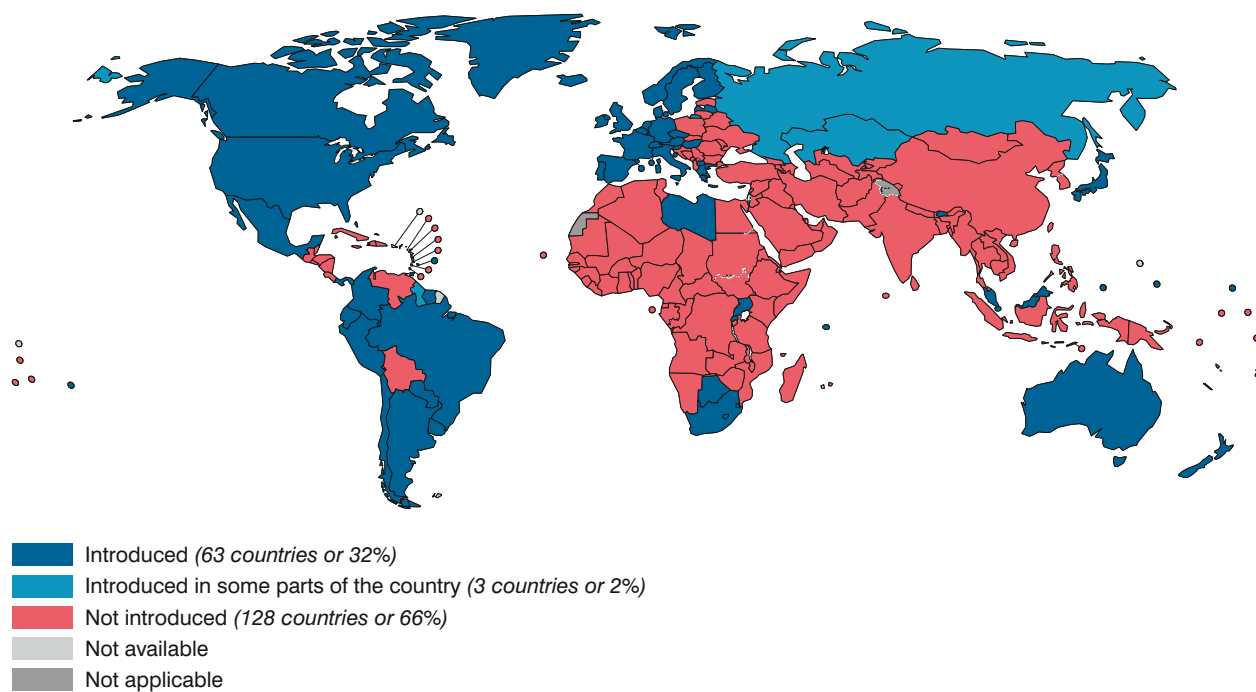 Introduced (63 countries or 32%)
Introduced in some parts of the country (3 countries or 2%)
Not introduced (128 countries or 66%)
Not available
Not applicable